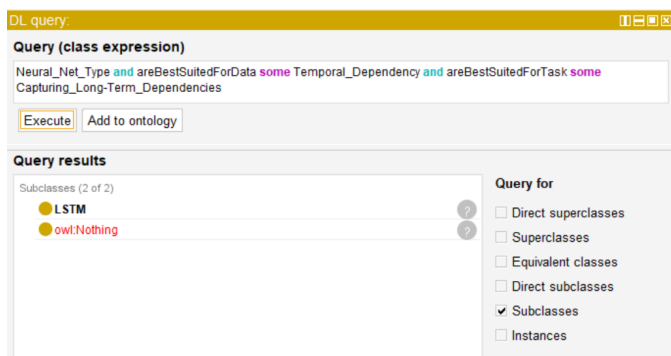 DL query:
Query (class expression)
Neural_Net_Type and areBestSuitedForData some Temporal_Dependency and areBestSuitedForTask some
Capturing_Long-Term_Dependencies
Execute Add to ontology
Query results
Subclasses (2 of 2)
LSTM
?
owl:Nothing
?
Query for
Direct superclasses
Superclasses
Equivalent classes
Direct subclasses
Subclasses
Instances